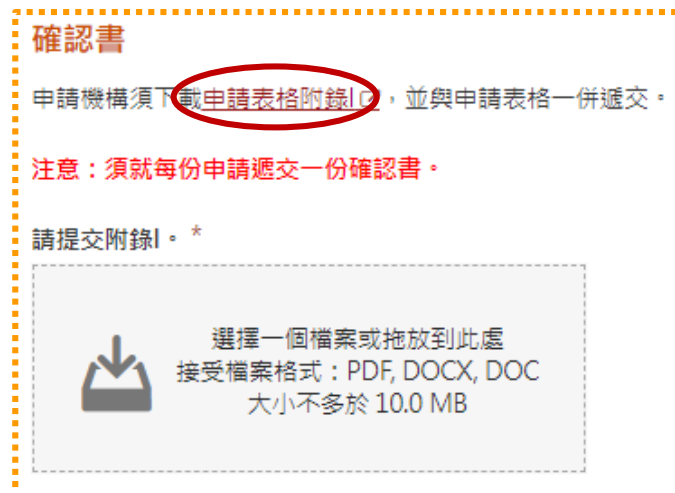 確認書
申請機構須下載申請表格附錄I，並與申請表格一併遞交。
注意：須就每份申請遞交一份確認書。
請提交附錄I。*
選擇一個檔案或拖放到此處
接受檔案格式：PDF, DOCX, DOC
大小不多於 10.0 MB